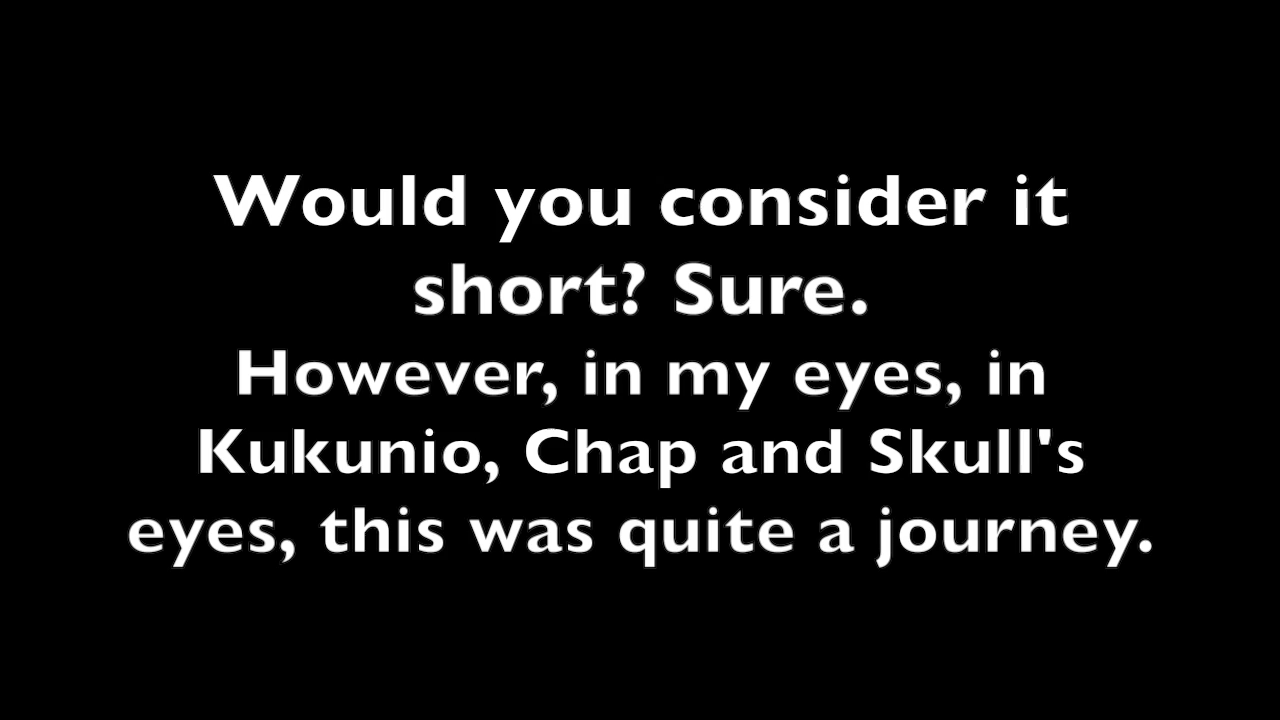 Would you consider it
short? Sure.
However, in my eyes, in
Kukunio, Chap and Skull's
eyes, this was quite a journey.